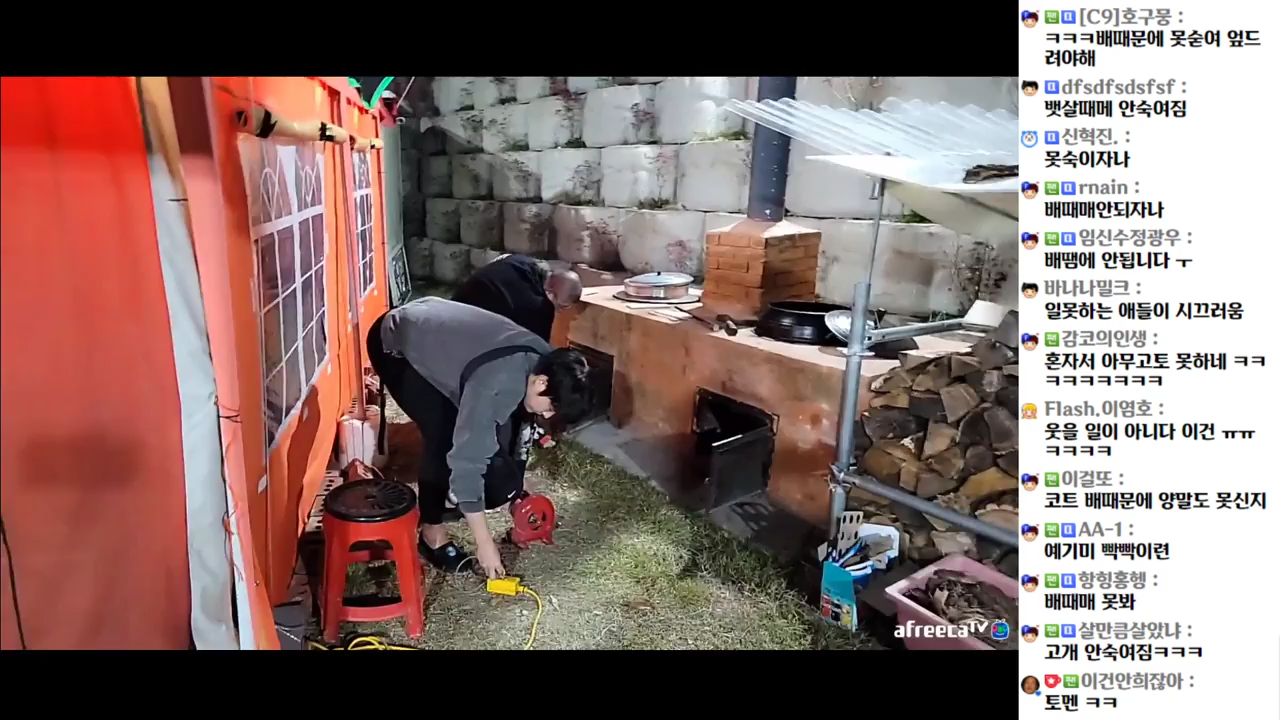 [C9]호구뭉 :
ㅋㅋㅋ배때문에 못숟여 엎드
려야해
dfsdfsdsfsf :
뱃살때메 안숙여짐
신혁진. :
못숙이자나
rnain :
배때매안되자나
임신수정광우 :
배땜에 안됩니다 ㅜ
바나나밀크 :
일못하는 애들이 시끄러움
감코의인생 :
혼자서 아무고토 못하네 ㅋㅋ
ㅋㅋㅋㅋㅋㅋㅋ
Flash.이염호 :
웃을 일이 아니다 이건 ㅠㅠ
ㅋㅋㅋㅋ
이걸또 :
코트 배때문에 양말도 못신지
AA-1 :
예기미 빡빡이련
항힝홍헹 :
배때매 못봐
살만큼살았냐 :
고개 안숙여짐ㅋㅋㅋ
이건안희잖아 :
토멘 ㅋㅋ
afreecaTV